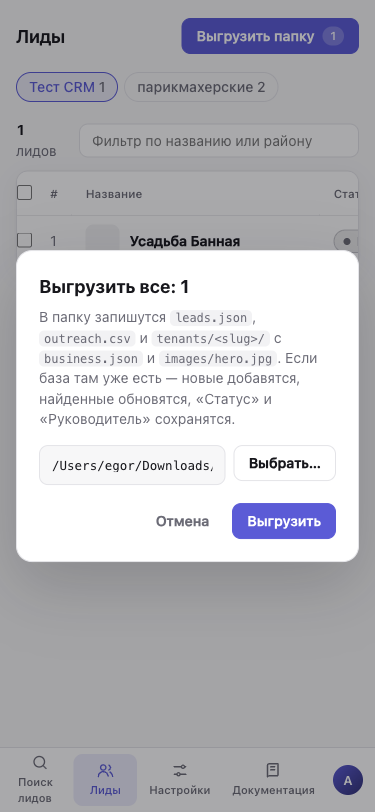 Лиды
Выгрузить папку 1
Тест CRM 1
парикмахерские 2
1
лидов
Фильтр по названию или району
# Название
1 Усадьба Банная
Выгрузить все: 1
В папку запишутся leads.json,
outreach.csv и tenants/<slug>/ с
business.json и images/hero.jpg. Если
база там уже есть — новые добавятся,
найденные обновятся, «Статус» и
«Руководитель» сохранятся.
/Users/egor/Downloads/
Выбрать...
Отмена
Выгрузить
Поиск
лидов
Лиды
Настройки
Документация
A